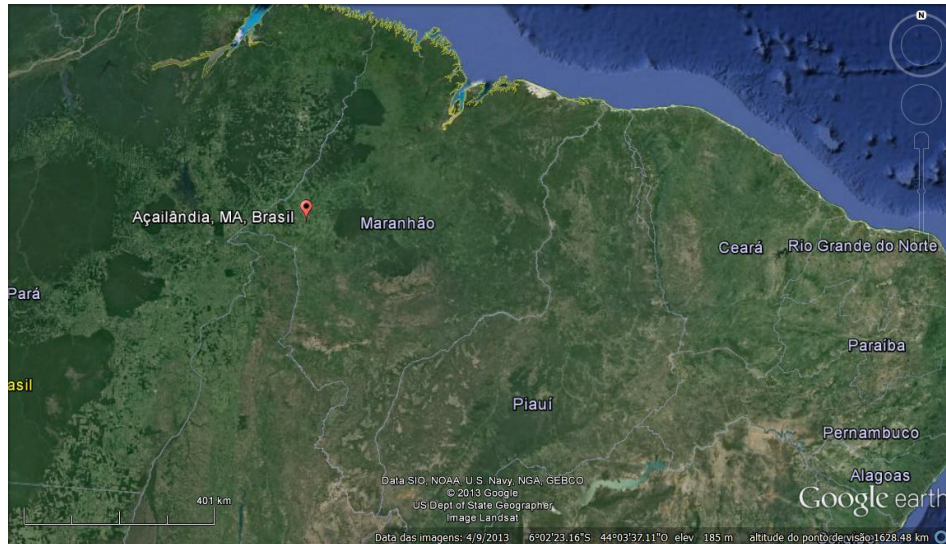 N
Açailândia, MA, Brasil
Maranhão
Ceará
Rio Grande do Norte
Pará
Paraíba
asil
Piauí
Pernambuco
Alagoas
Data SIO, NOAA, U.S. Navy, NGA, GEBCO
© 2013 Google
US Dept of State Geographer
Image Landsat
401 km
Google earth
Data das imagens: 4/9/2013 6°02'23.16"S 44°03'37.11"O elev 185 m altitude do ponto de visão 1628.48 km